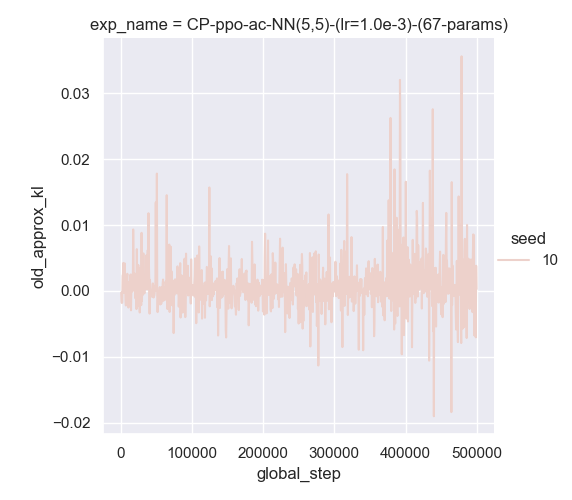 exp_name = CP-ppo-ac-NN(5,5)-(lr=1.0e-3)-(67-params)
old_approx_kl
0.03
0.02
0.01
0.00
−0.01
−0.02
0 100000 200000 300000 400000 500000
global_step
seed
10